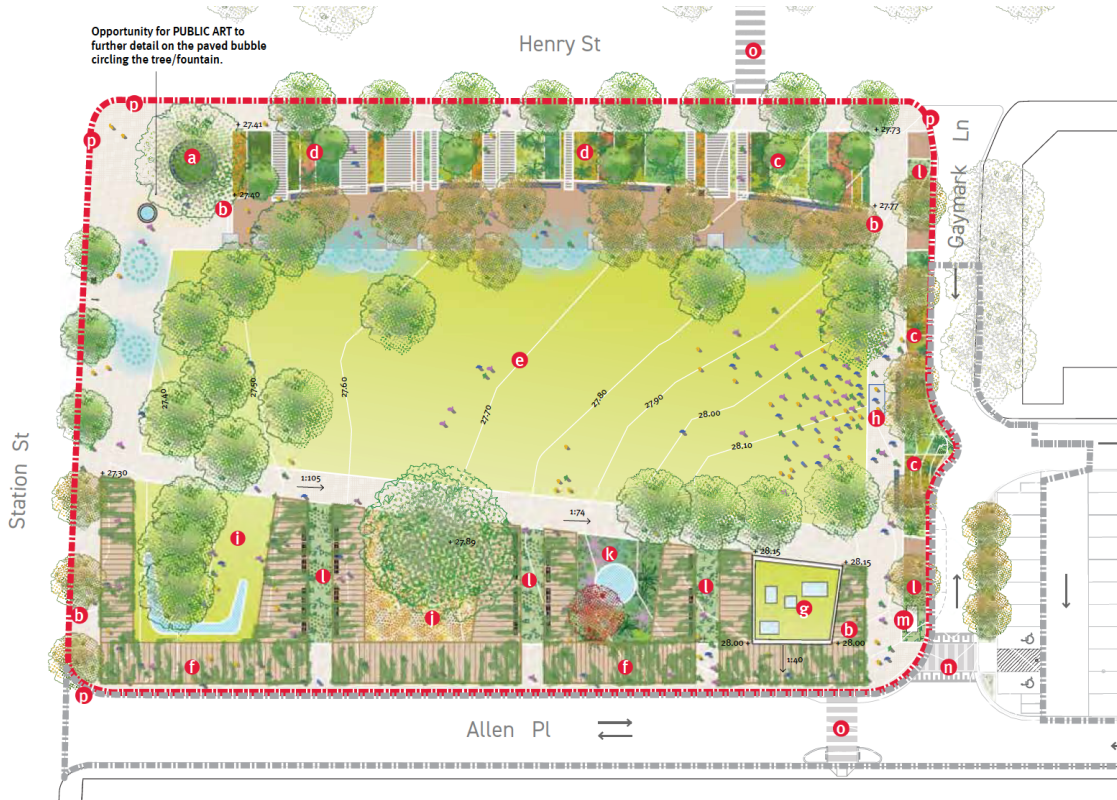 Opportunity for PUBLIC ART to
further detail on the paved bubble
circling the tree/fountain.
Henry St
o
p
p
p
27.41
27.73
a
d
d
c
l
Gaymark Ln
27.40
b
27.77
b
c
e
27.40
27.50
27.60
27.70
27.80
27.90
28.00
28.10
h
c
Station St
27.30
1:105
1:74
i
27.89
k
28.15
28.15
l
l
l
l
j
g
b
b
m
28.00
28.00
f
f
1:40
n
p
Allen Pl
o